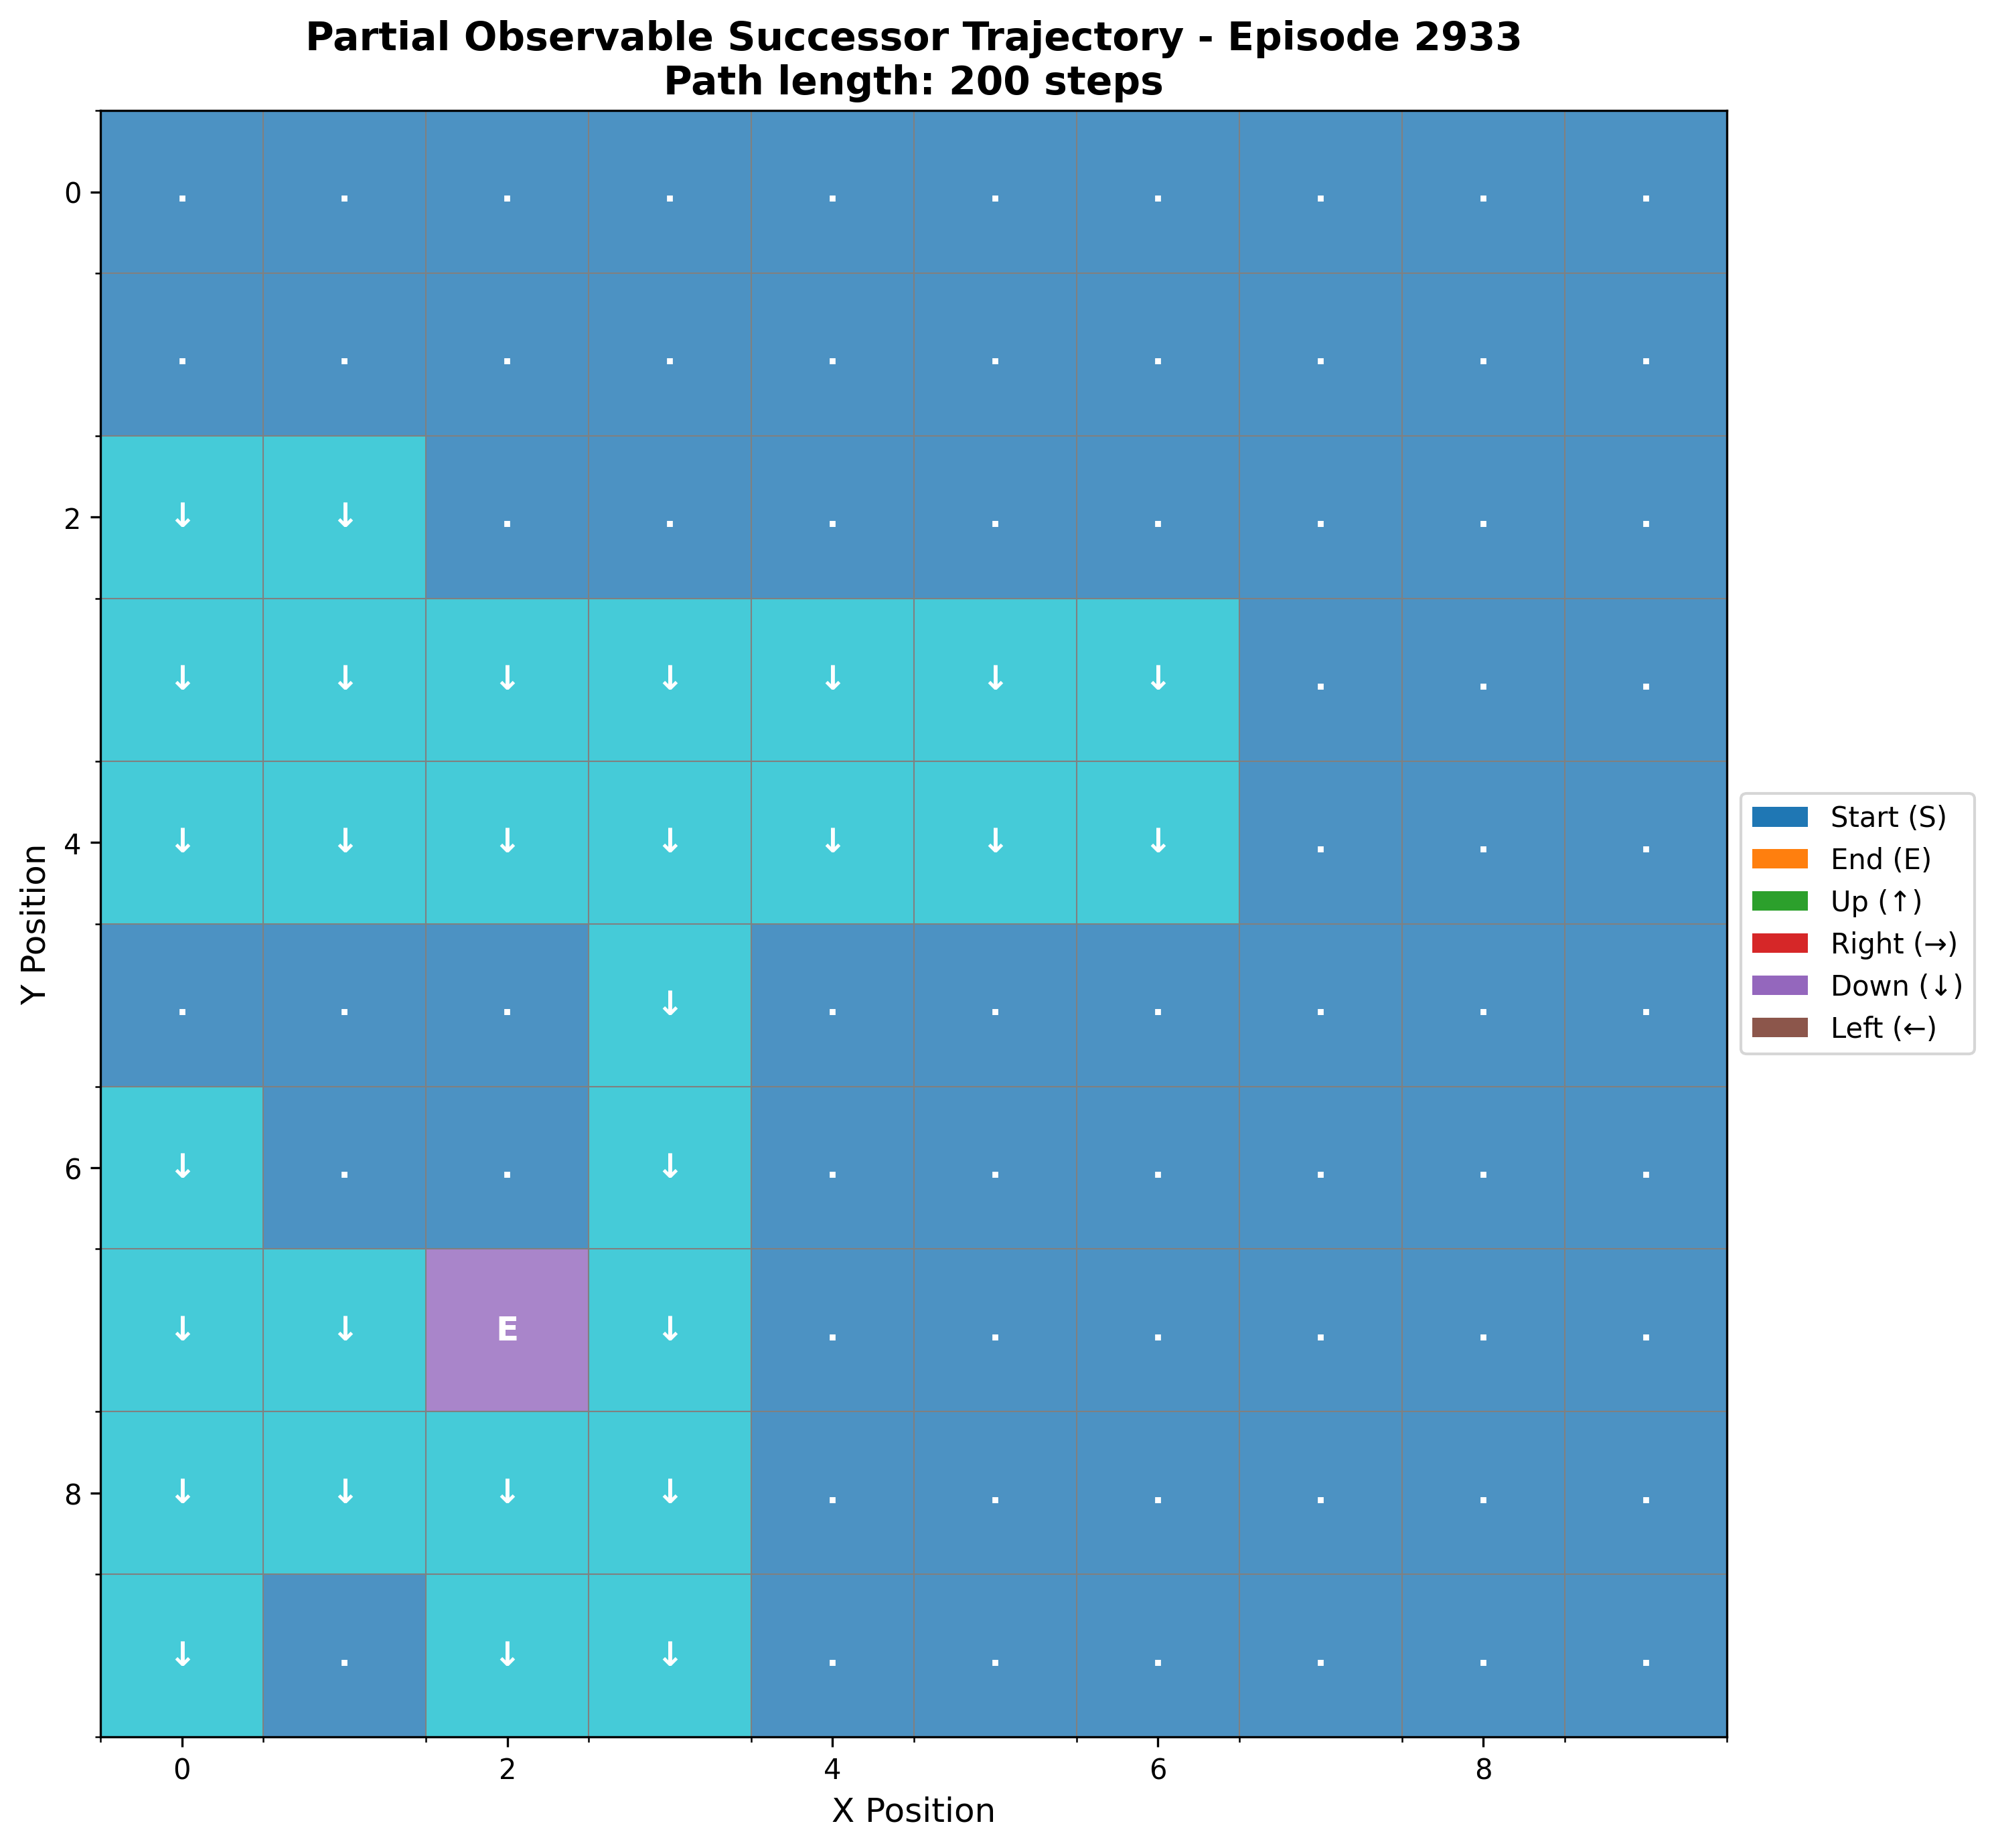 Partial Observable Successor Trajectory - Episode 2933
Path length: 200 steps
Y Position
0 . . . . . . . . . .
. . . . . . . . . .
2 ↓ ↓ . . . . . . . .
↓ ↓ ↓ ↓ ↓ ↓ ↓ . . .
4 ↓ ↓ ↓ ↓ ↓ ↓ ↓ . . .
. . . ↓ . . . . . .
6 ↓ . . ↓ . . . . . .
↓ ↓ E ↓ . . . . . .
8 ↓ ↓ ↓ ↓ . . . . . .
↓ . ↓ ↓ . . . . . .
0 2 4 6 8
X Position
Start (S)
End (E)
Up (↑)
Right (→)
Down (↓)
Left (←)